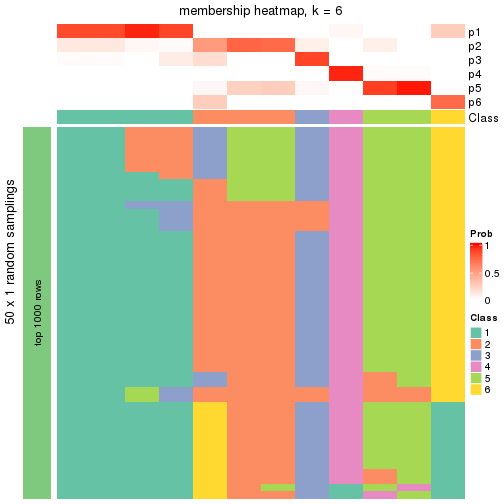 membership heatmap, k = 6
p1
p2
p3
p4
p5
p6
Class
50 x 1 random samplings
top 1000 rows
Prob
1
0.5
0
Class
1
2
3
4
5
6